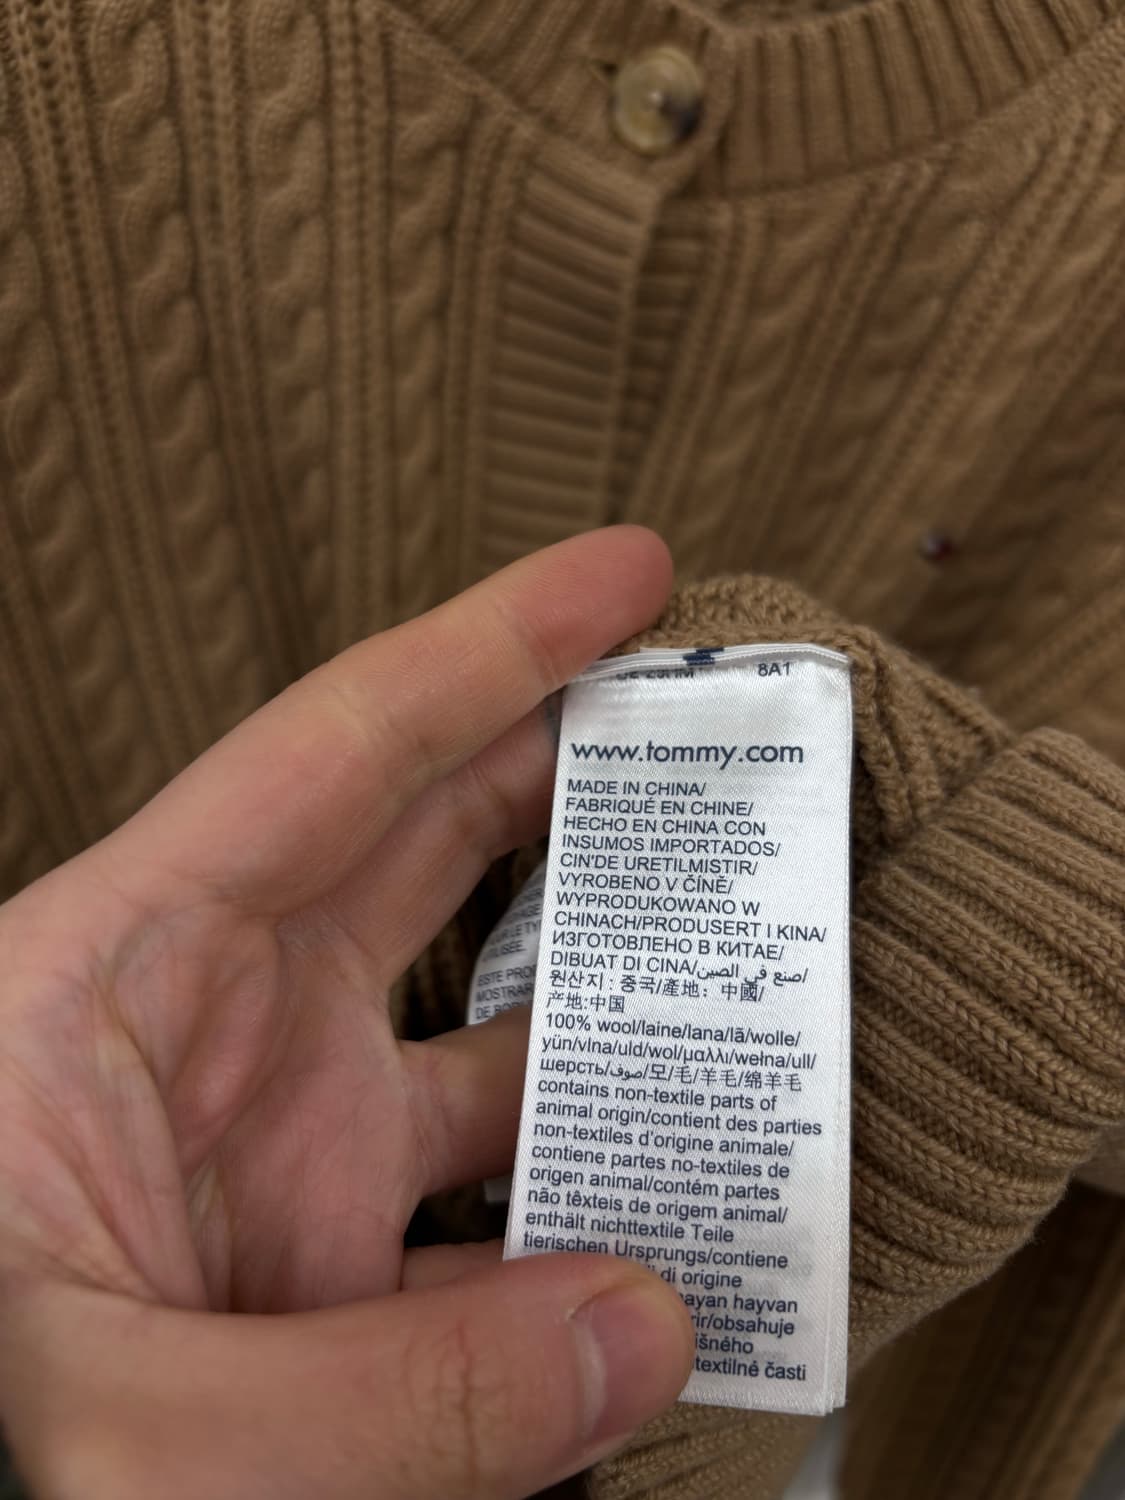 8A1
www.tommy.com
MADE IN CHINA/
FABRIQUÉ EN CHINE/
HECHO EN CHINA CON
INSUMOS IMPORTADOS/
CIN'DE URETILMISTIR/
VYROBENO V ČÍNĚ/
WYPRODUKOWANO W
CHINACH/PRODUSERT I KINA/
ИЗГОТОВЛЕНО В КИТАЕ/
DIBUAT DI CINA/صنع في الصين/
원산지 : 중국/產地：中國/
产地:中国
100% wool/laine/lana/lã/wolle/
yün/vlna/uld/wol/μαλλι/wełna/ull/
шерсть/صوف/모/毛/羊毛/绵羊毛
contains non-textile parts of
animal origin/contient des parties
non-textiles d'origine animale/
contiene partes no-textiles de
origen animal/contém partes
não têxteis de origem animal/
enthält nichttextile Teile
tierischen Ursprungs/contiene
di origine
hayvan
/obsahuje
textilné časti
ESTE
MOSTRAR